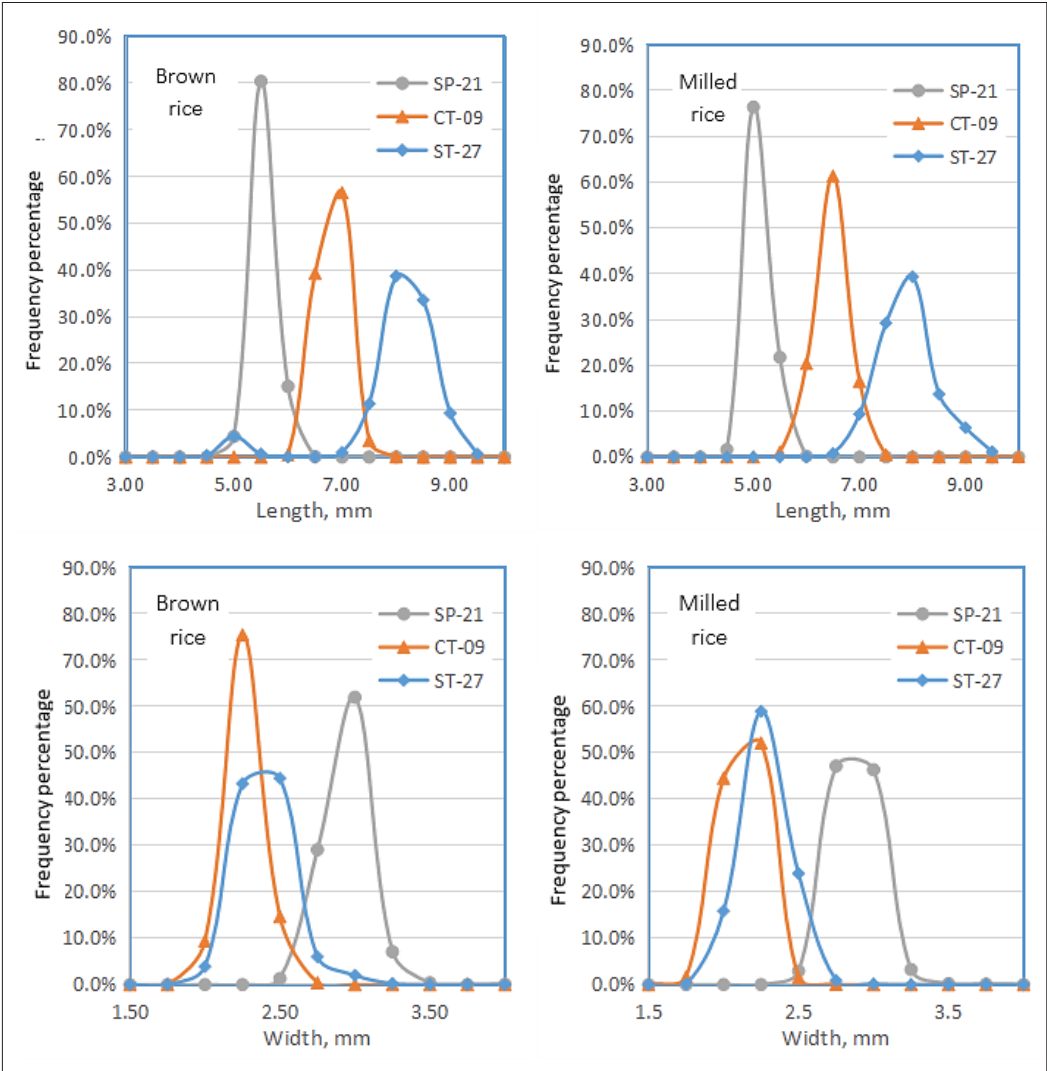 90.0%
80.0%
70.0%
60.0%
50.0%
40.0%
30.0%
20.0%
10.0%
0.0%
Frequency percentage
Brown
rice
SP-21
CT-09
ST-27
3.00 5.00 7.00 9.00
Length, mm
90.0%
80.0%
70.0%
60.0%
50.0%
40.0%
30.0%
20.0%
10.0%
0.0%
Frequency percentage
Milled
rice
SP-21
CT-09
ST-27
3.00 5.00 7.00 9.00
Length, mm
90.0%
80.0%
70.0%
60.0%
50.0%
40.0%
30.0%
20.0%
10.0%
0.0%
Frequency percentage
Brown
rice
SP-21
CT-09
ST-27
1.50 2.50 3.50
Width, mm
90.0%
80.0%
70.0%
60.0%
50.0%
40.0%
30.0%
20.0%
10.0%
0.0%
Frequency percentage
Milled
rice
SP-21
CT-09
ST-27
1.5 2.5 3.5
Width, mm